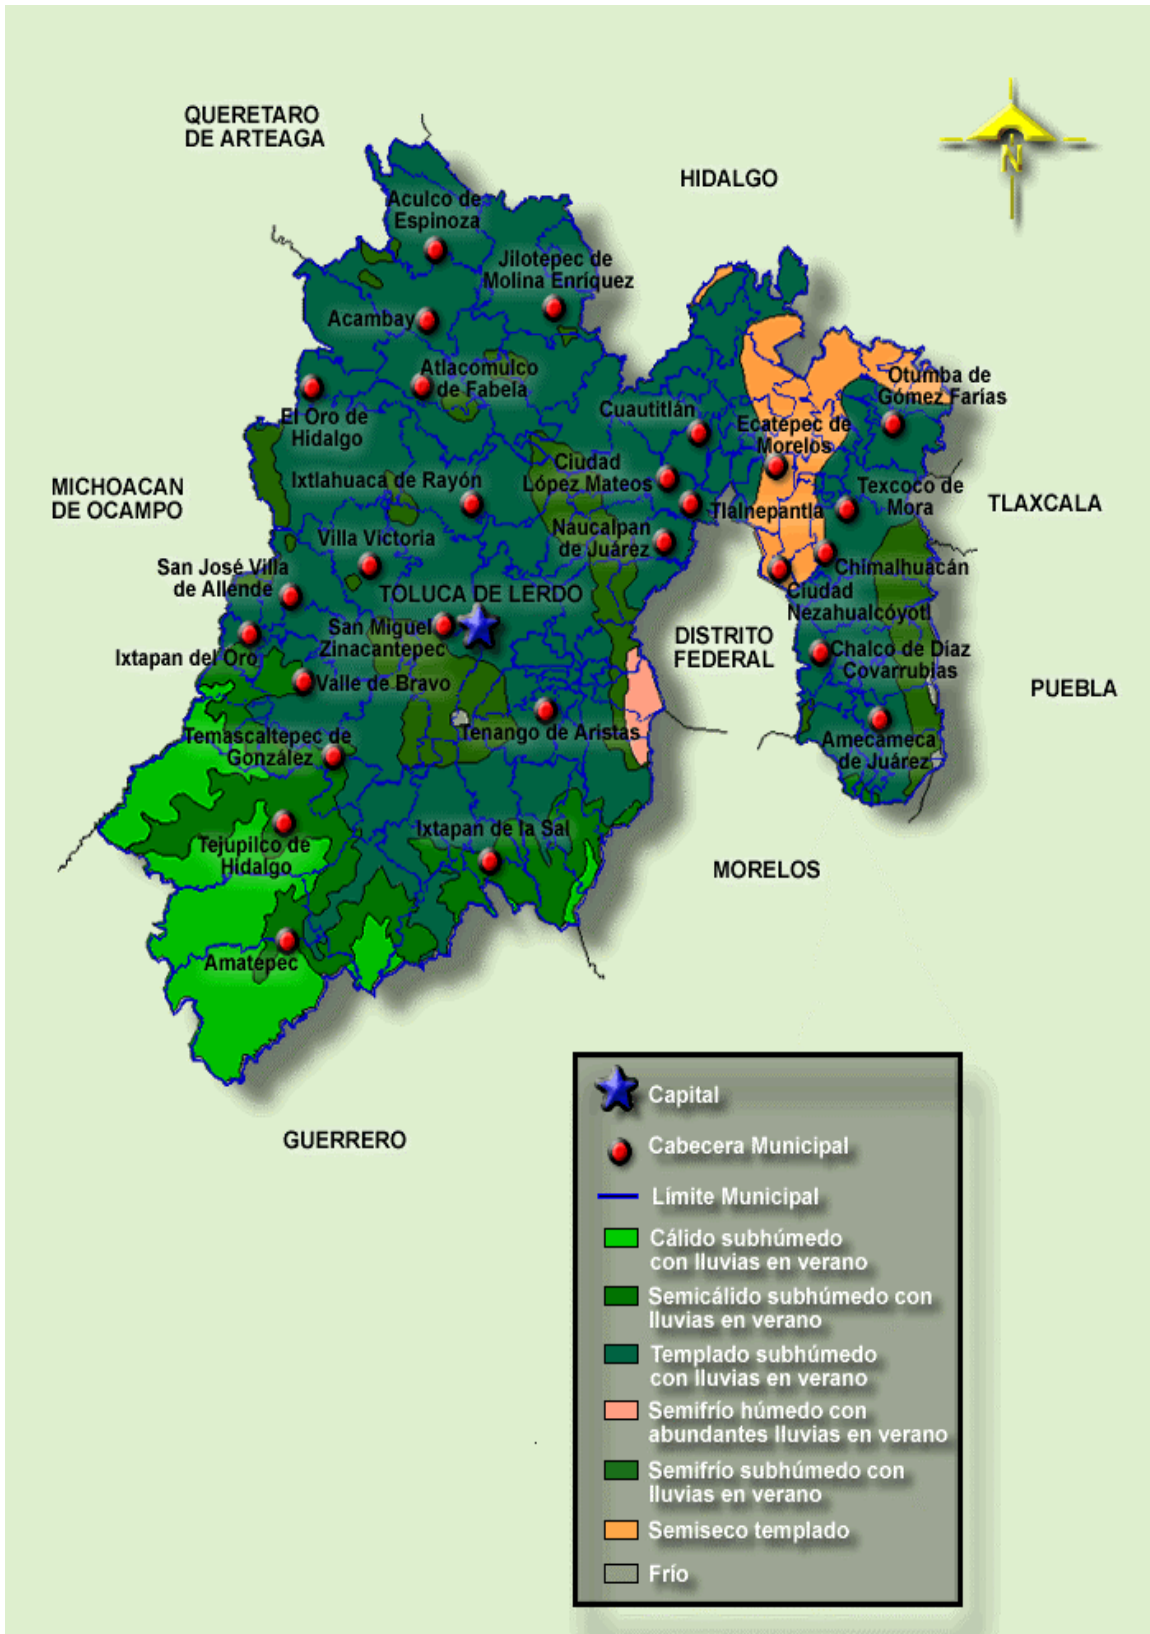 QUERETARO
DE ARTEAGA
HIDALGO
N
Aculco de
Espinoza
Jilotepec de
Molina Enríquez
Acambay
Atlacomulco
de Fabela
El Oro de
Hidalgo
Otumba de
Gómez Farías
Cuautitlán
Ecatepec de
Morelos
MICHOACAN
DE OCAMPO
Ixtlahuaca de Rayón
Ciudad
López Mateos
Tlalnepantla
Texcoco de
Mora
TLAXCALA
Villa Victoria
Naucalpan
de Juárez
San José Villa
de Allende
Chimalhuacán
Ciudad
Nezahualcóyotl
TOLUCA DE LERDO
San Miguel
Zinacantepec
DISTRITO
FEDERAL
Chalco de Díaz
Covarrubias
Ixtapan del Oro
Valle de Bravo
PUEBLA
Temascaltepec de
González
Tenango de Aristas
Amecameca
de Juárez
Ixtapan de la Sal
Tejupilco de
Hidalgo
MORELOS
Amatepec
GUERRERO
Capital
Cabecera Municipal
Límite Municipal
Cálido subhúmedo
con lluvias en verano
Semicálido subhúmedo con
lluvias en verano
Templado subhúmedo
con lluvias en verano
Semifrío húmedo con
abundantes lluvias en verano
Semifrío subhúmedo con
lluvias en verano
Semiseco templado
Frío